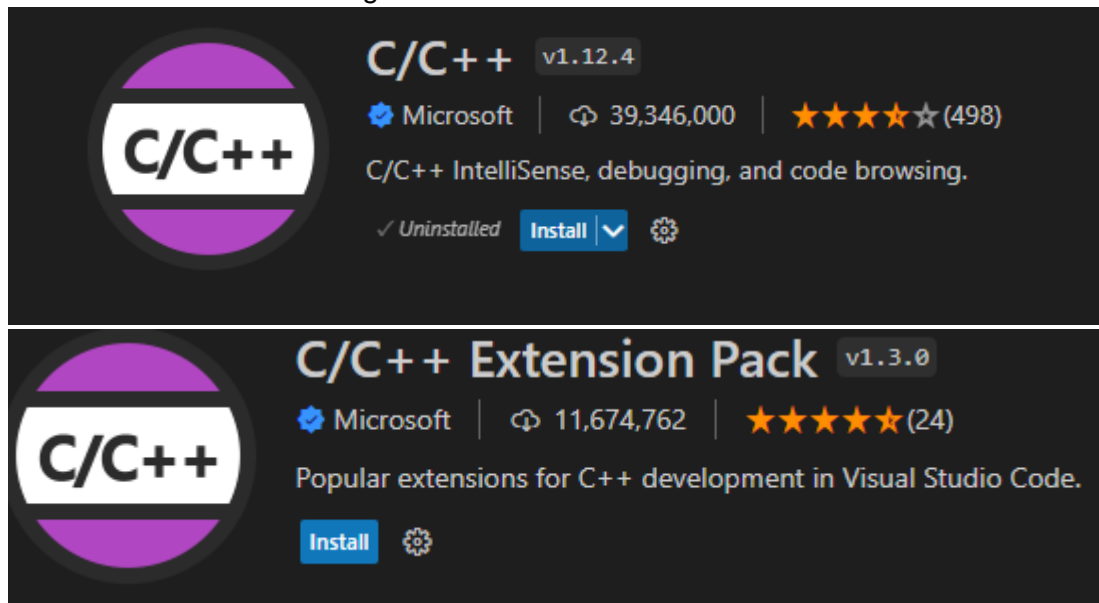 C/C++
C/C++ v1.12.4
Microsoft 39,346,000 (498)
C/C++ IntelliSense, debugging, and code browsing.
Uninstalled Install
C/C++
C/C++ Extension Pack v1.3.0
Microsoft 11,674,762 (24)
Popular extensions for C++ development in Visual Studio Code.
Install